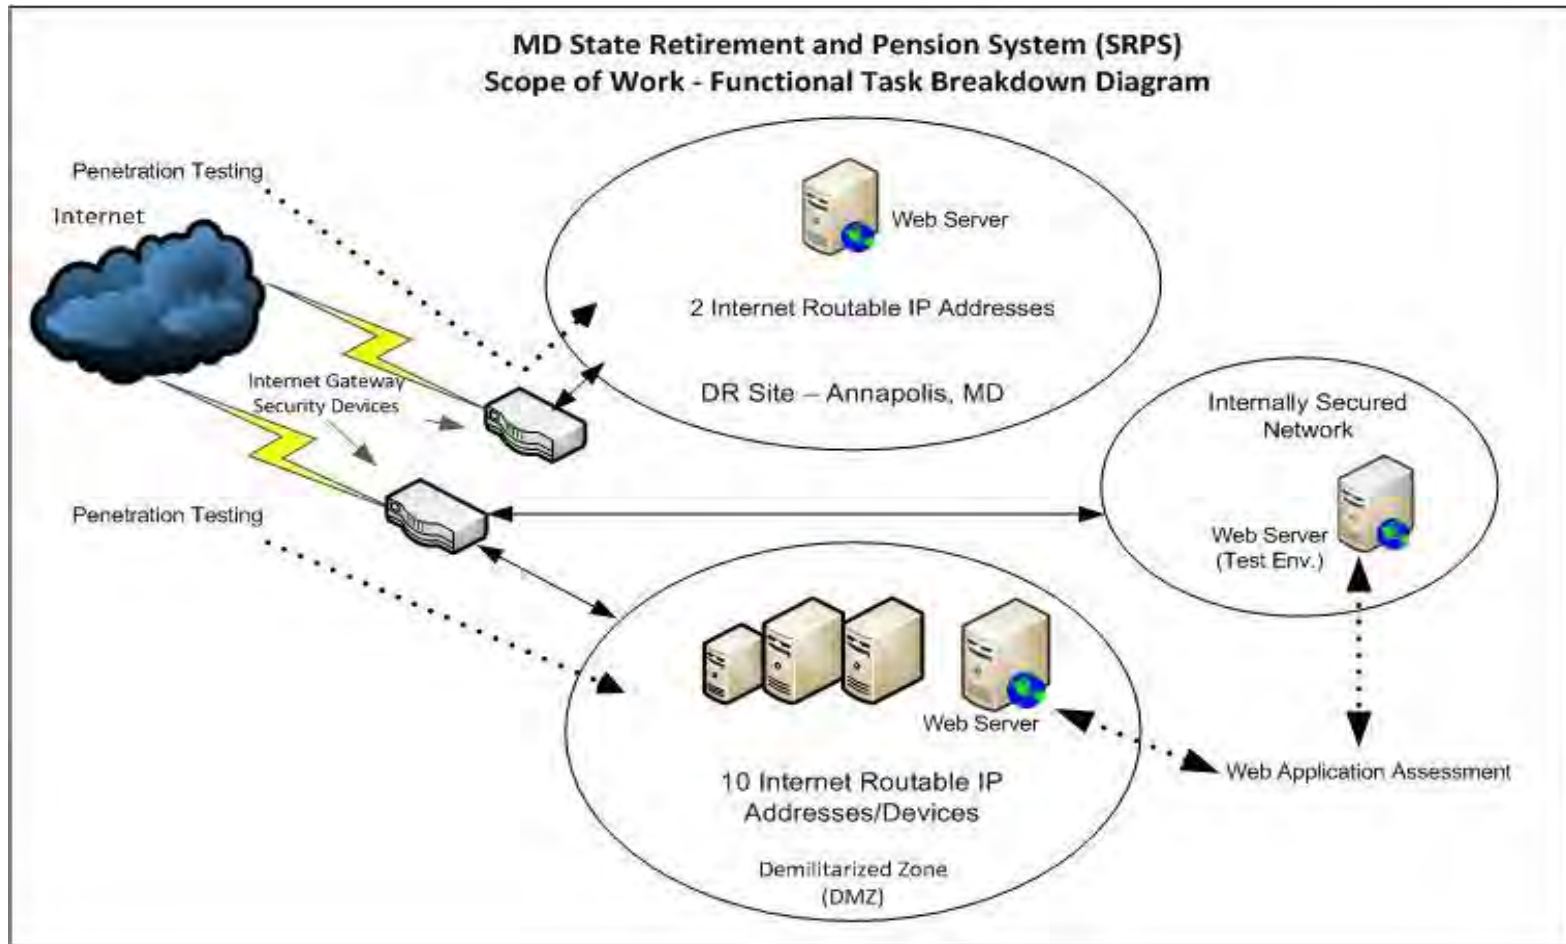 MD State Retirement and Pension System (SRPS)
Scope of Work - Functional Task Breakdown Diagram
Penetration Testing
Internet
Web Server
2 Internet Routable IP Addresses
DR Site – Annapolis, MD
Internet Gateway
Security Devices
Internally Secured
Network
Web Server
(Test Env.)
Penetration Testing
Web Server
10 Internet Routable IP
Addresses/Devices
Demilitarized Zone
(DMZ)
Web Application Assessment